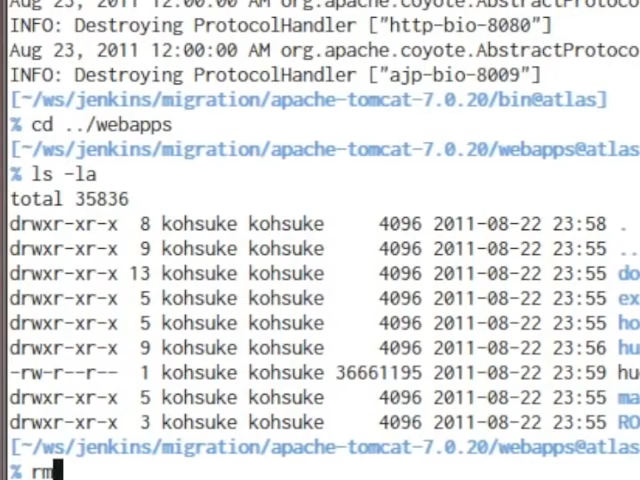 Aug 23, 2011 12:00:00 AM org.apache.coyote.AbstractProtoco
INFO: Destroying ProtocolHandler ["http-bio-8080"]
Aug 23, 2011 12:00:00 AM org.apache.coyote.AbstractProtoco
INFO: Destroying ProtocolHandler ["ajp-bio-8009"]
[~/ws/jenkins/migration/apache-tomcat-7.0.20/bin@atlas]
% cd ../webapps
[~/ws/jenkins/migration/apache-tomcat-7.0.20/webapps@atlas
% ls -la
total 35836
drwxr-xr-x 8 kohsuke kohsuke 4096 2011-08-22 23:58 .
drwxr-xr-x 9 kohsuke kohsuke 4096 2011-08-22 23:55 ..
drwxr-xr-x 13 kohsuke kohsuke 4096 2011-08-22 23:55 do
drwxr-xr-x 5 kohsuke kohsuke 4096 2011-08-22 23:55 ex
drwxr-xr-x 5 kohsuke kohsuke 4096 2011-08-22 23:55 ho
drwxr-xr-x 9 kohsuke kohsuke 4096 2011-08-22 23:56 hu
-rw-r--r-- 1 kohsuke kohsuke 36661195 2011-08-22 23:59 hu
drwxr-xr-x 5 kohsuke kohsuke 4096 2011-08-22 23:55 ma
drwxr-xr-x 3 kohsuke kohsuke 4096 2011-08-22 23:55 RO
[~/ws/jenkins/migration/apache-tomcat-7.0.20/webapps@atlas
% rm